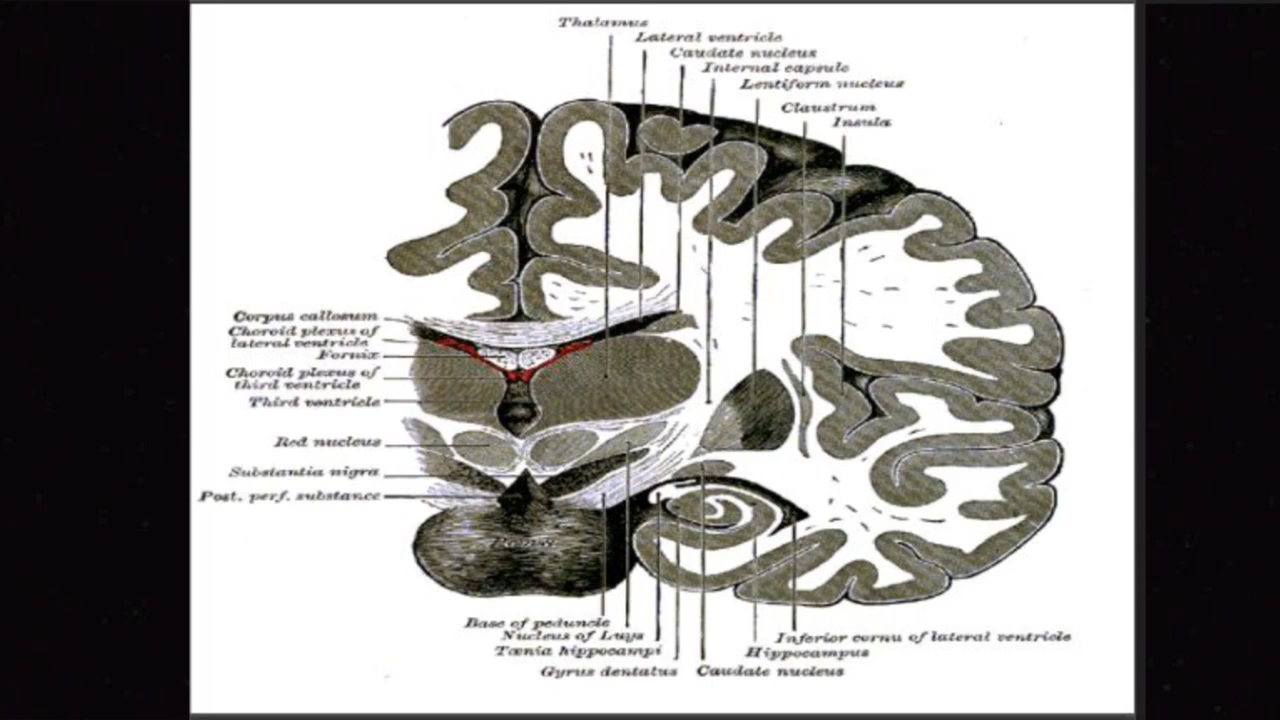 Thalamus
Lateral ventricle
Caudate nucleus
Internal capsule
Lentiform nucleus
Claustrum
Insula
Corpus callosum
Choroid plexus of
lateral ventricle
Fornix
Choroid plexus of
third ventricle
Third ventricle
Red nucleus
Substantia nigra
Post. perf. substance
Pons
Base of peduncle
Nucleus of Luys
Tænia hippocampi
Gyrus dentatus
Caudate nucleus
Hippocampus
Inferior cornu of lateral ventricle